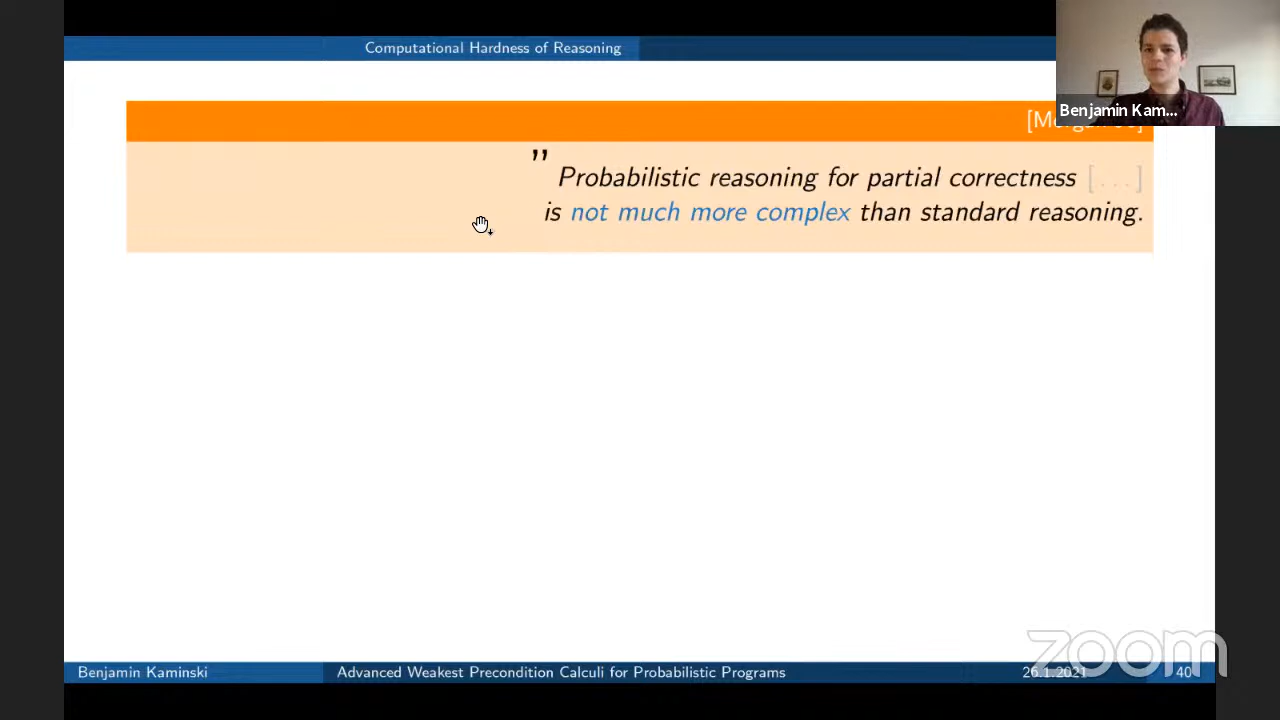 Computational Hardness of Reasoning
Benjamin Kam...
” Probabilistic reasoning for partial correctness [...]
is not much more complex than standard reasoning.
zoom
Benjamin Kaminski
Advanced Weakest Precondition Calculi for Probabilistic Programs
26.1.2021
40